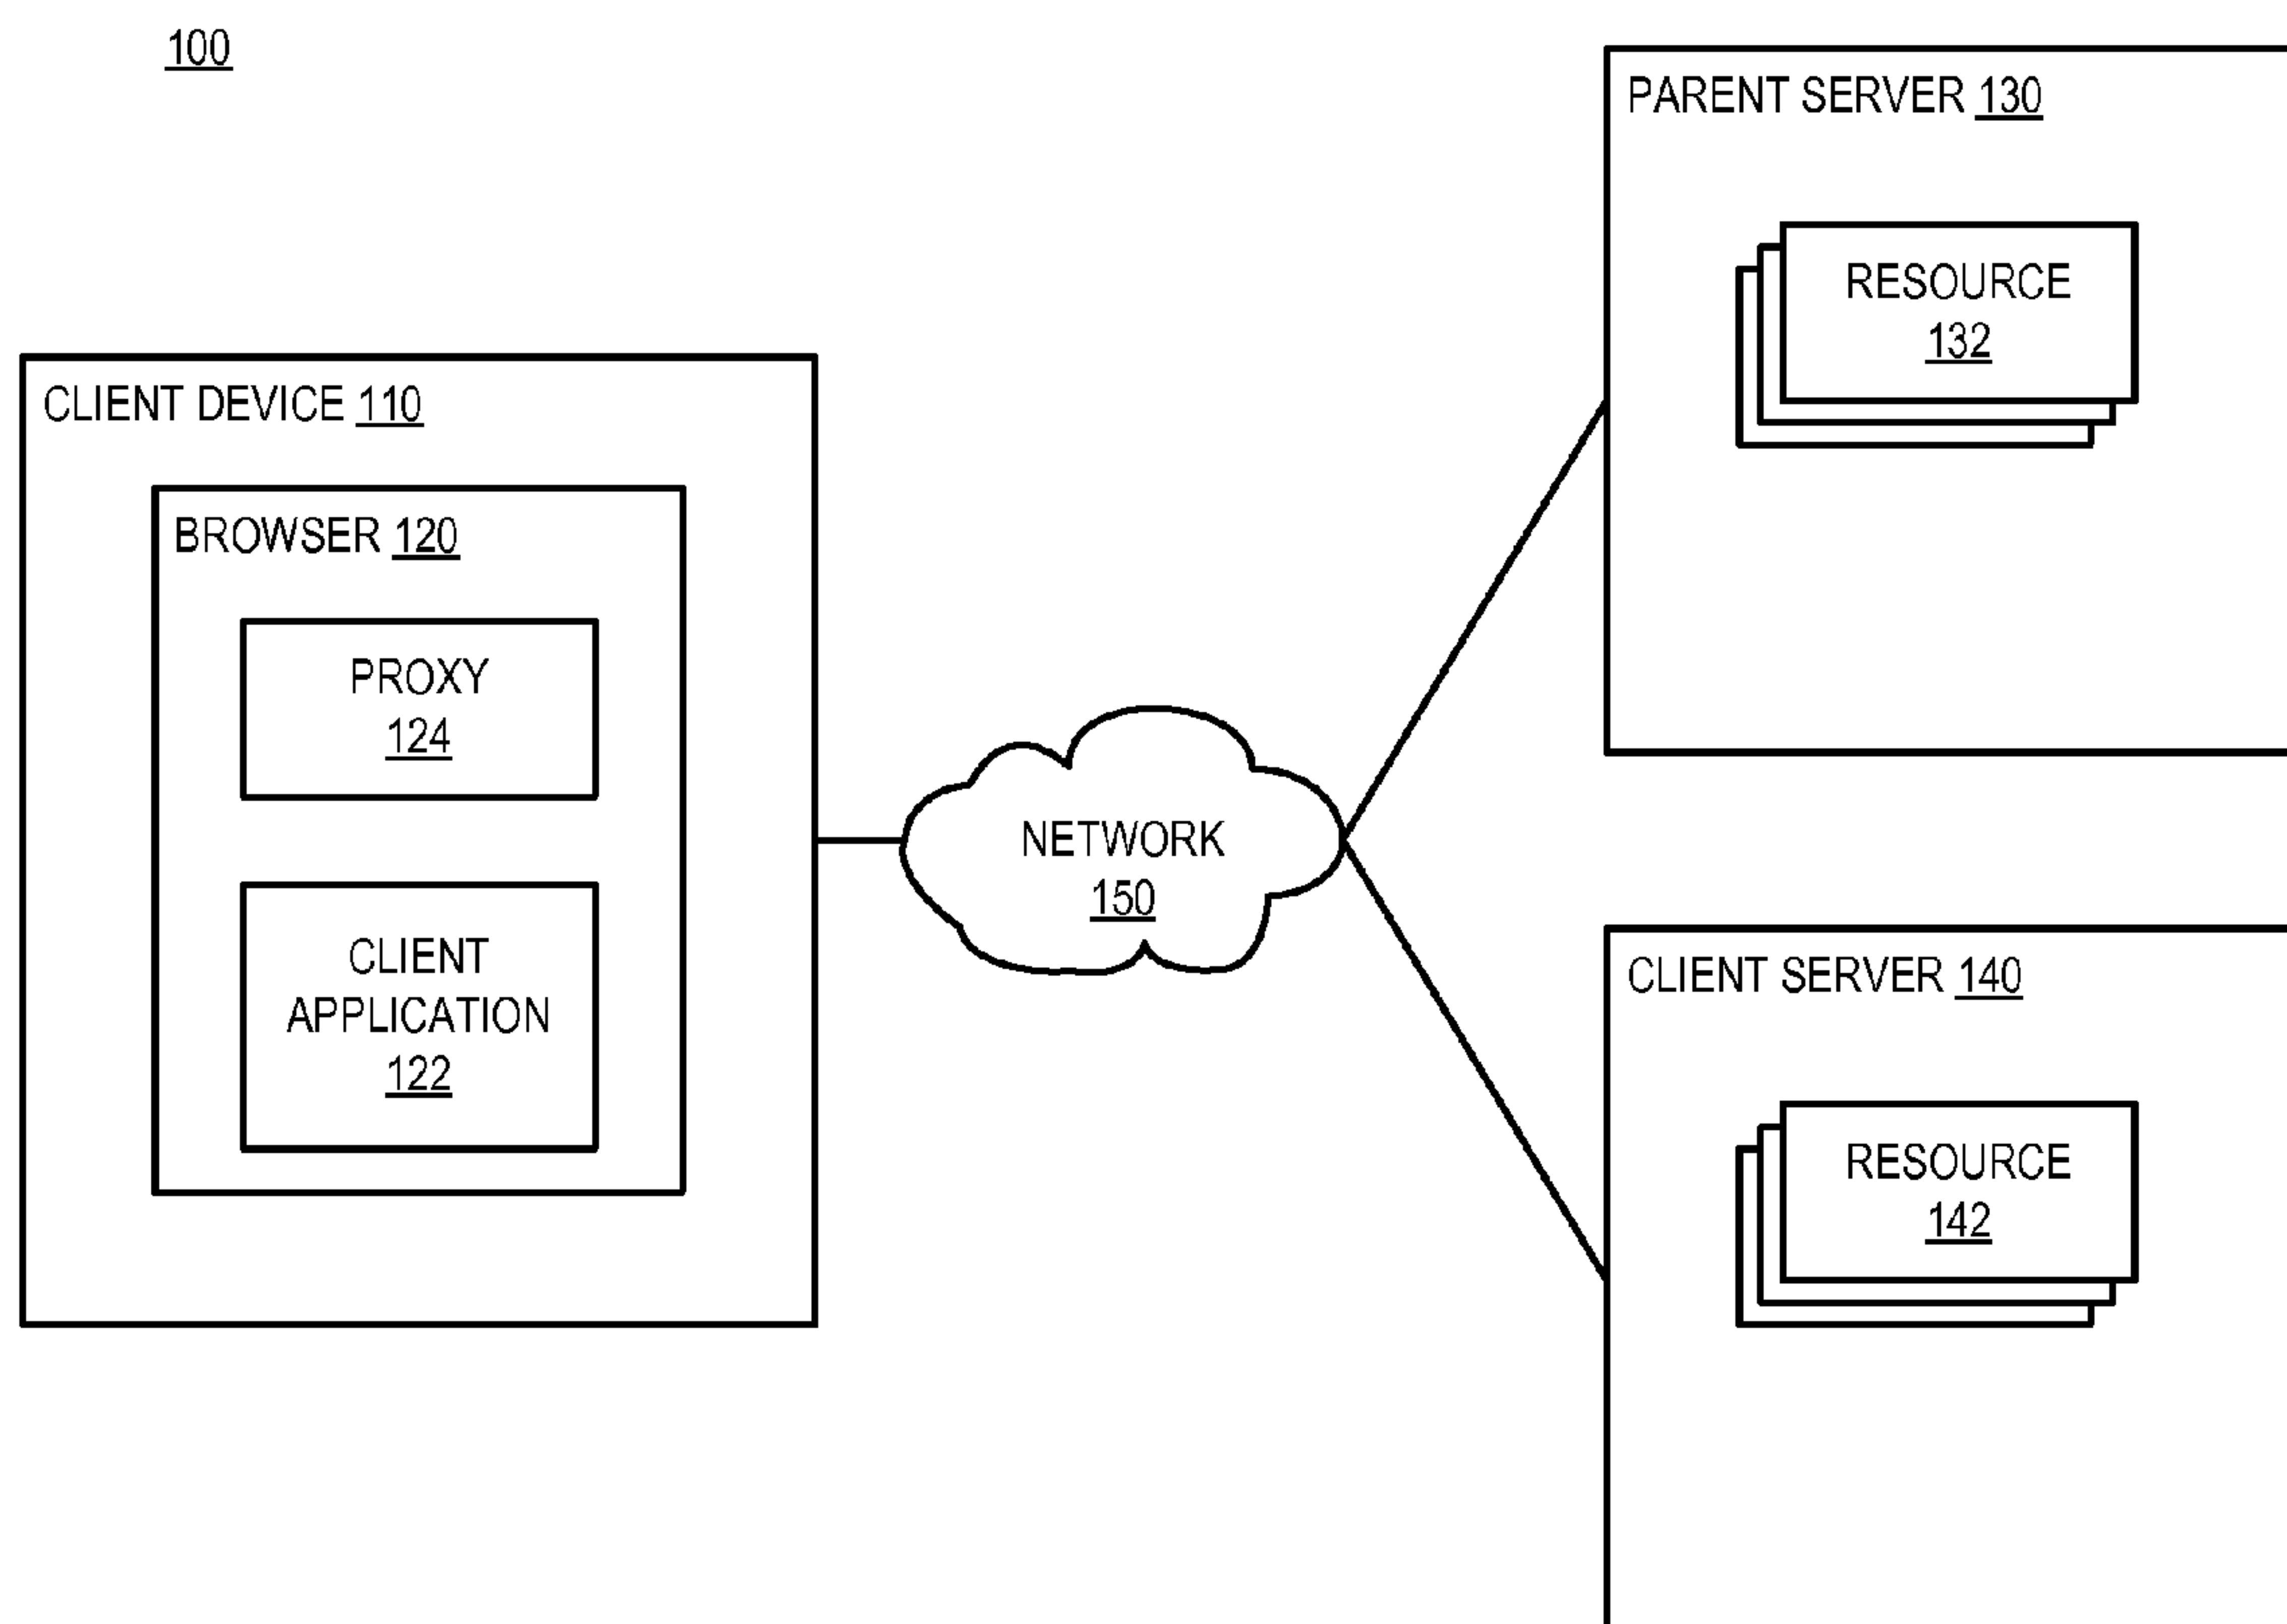 100
CLIENT DEVICE 110
BROWSER 120
PROXY
124
CLIENT
APPLICATION
122
NETWORK
150
PARENT SERVER 130
RESOURCE
132
CLIENT SERVER 140
RESOURCE
142